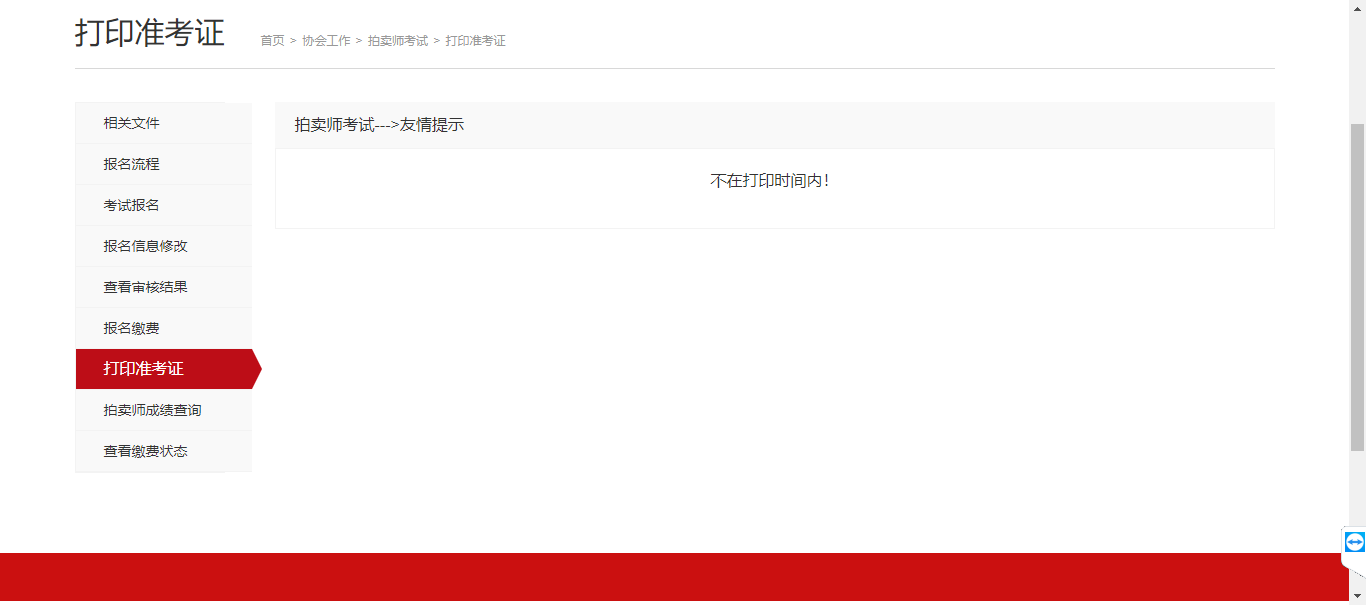 打印准考证
首页 > 协会工作 > 拍卖师考试 > 打印准考证
相关文件
报名流程
考试报名
报名信息修改
查看审核结果
报名缴费
打印准考证
拍卖师成绩查询
查看缴费状态
拍卖师考试--->友情提示
不在打印时间内!